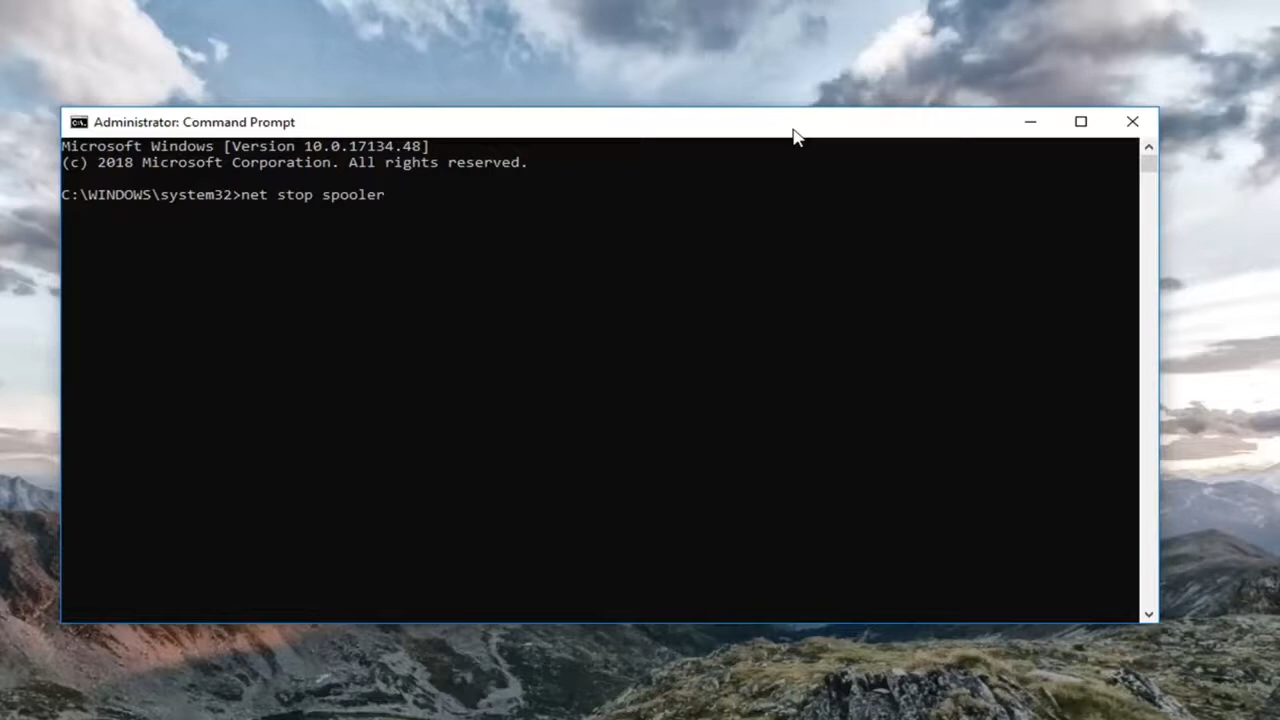 Administrator: Command Prompt
Microsoft Windows [Version 10.0.17134.48]
(c) 2018 Microsoft Corporation. All rights reserved.
C:\WINDOWS\system32>net stop spooler